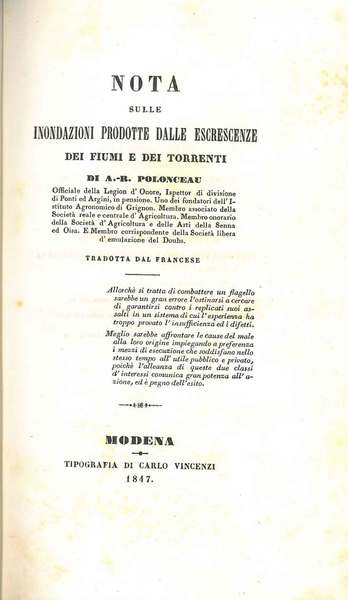 NOTA
SULLE
INONDAZIONI PRODOTTE DALLE ESCRESCENZE
DEI FIUMI E DEI TORRENTI
DI A.-R. POLONCEAU
Officiale della Legion d' Onore, Ispettor di divisione
di Ponti ed Argini, in pensione. Uno dei fondatori dell' I-
stituto Agronomico di Grignon. Membro associato della
Società reale e centrale d' Agricoltura. Membro onorario
della Società d' Agricoltura e delle Arti della Senna
ed Oisa. E Membro corrispondente della Società libera
d' emulazione del Doubs.
TRADOTTA DAL FRANCESE
Allorchè si tratta di combattere un flagello
sarebbe un gran errore l'ostinarsi a cercare
di garantirsi contro i replicati suoi as-
salti in un sistema di cui l' esperienza ha
troppo provato l' insufficienza ed i difetti.
Meglio sarebbe affrontare le cause del male
alla loro origine impiegando a preferenza
i mezzi di esecuzione che soddisfano nello
stesso tempo all' utile pubblico e privato,
poichè l'alleanza di queste due classi
d' interessi comunica gran potenza all' a-
zione, ed è pegno dell'esito.
MODENA
TIPOGRAFIA DI CARLO VINCENZI
1847.